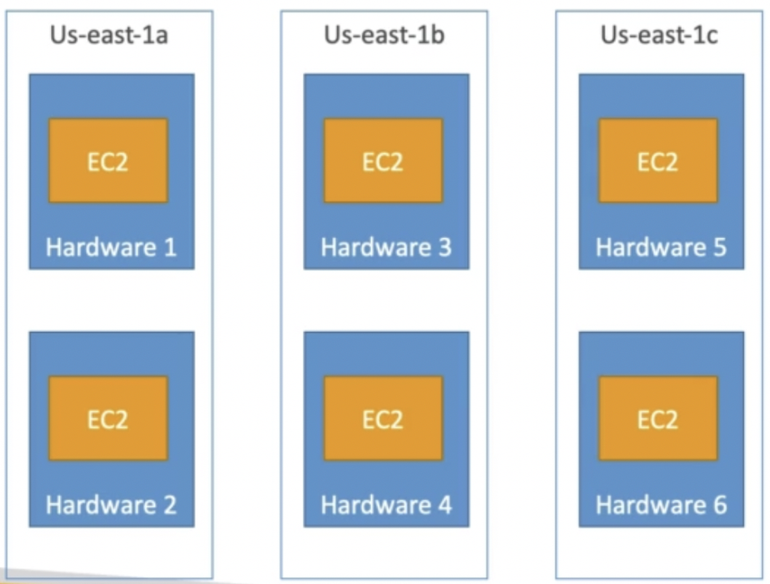 Us-east-1a
Us-east-1b
Us-east-1c
EC2
EC2
EC2
Hardware 1
Hardware 3
Hardware 5
EC2
EC2
EC2
Hardware 2
Hardware 4
Hardware 6